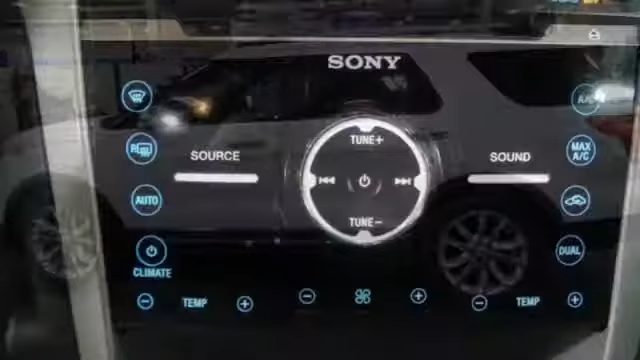 SONY
A/C
R
TUNE+
MAX
A/C
SOURCE
SOUND
AUTO
TUNE-
DUAL
CLIMATE
TEMP
TEMP